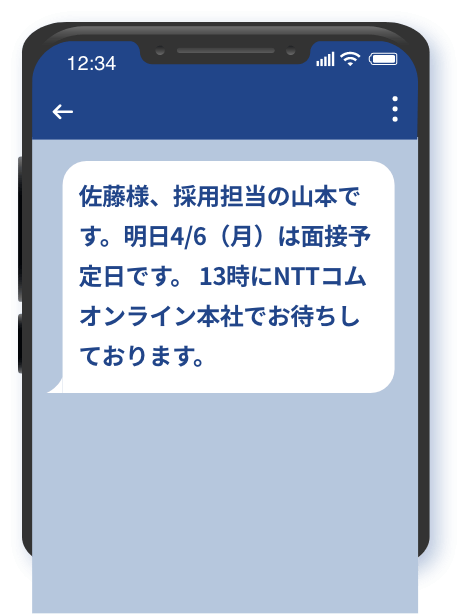 12:34
佐藤様、採用担当の山本で
す。明日4/6（月）は面接予
定日です。 13時にNTTコム
オンライン本社でお待ちし
ております。